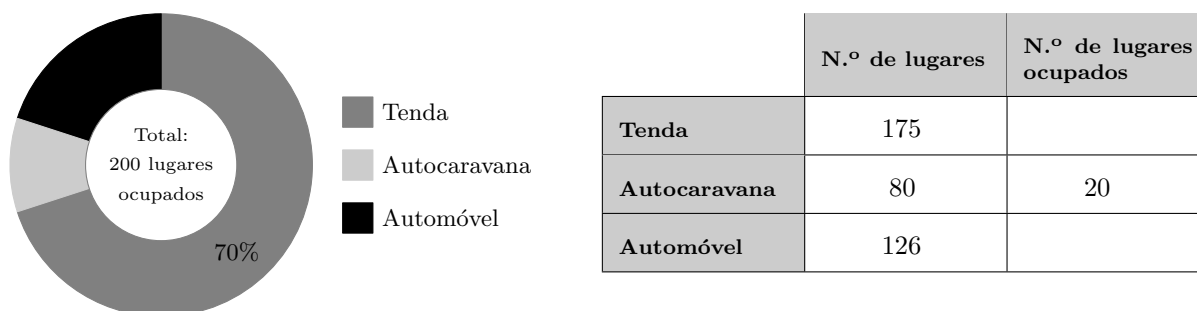 Total:
200 lugares
ocupados
70%
Tenda
Autocaravana
Automóvel
N.º de lugares
N.º de lugares
ocupados
Tenda 175
Autocaravana 80 20
Automóvel 126